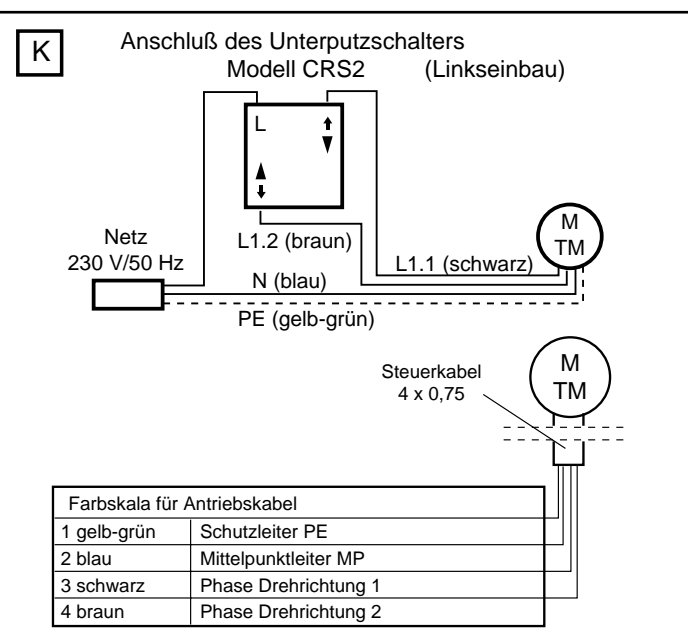 K
Anschluß des Unterputzschalters
Modell CRS2 (Linkseinbau)
L
M
TM
Netz
230 V/50 Hz
L1.2 (braun)
L1.1 (schwarz)
N (blau)
PE (gelb-grün)
M
TM
Steuerkabel
4 x 0,75
Farbskala für Antriebskabel
1 gelb-grün Schutzleiter PE
2 blau Mittelpunktleiter MP
3 schwarz Phase Drehrichtung 1
4 braun Phase Drehrichtung 2